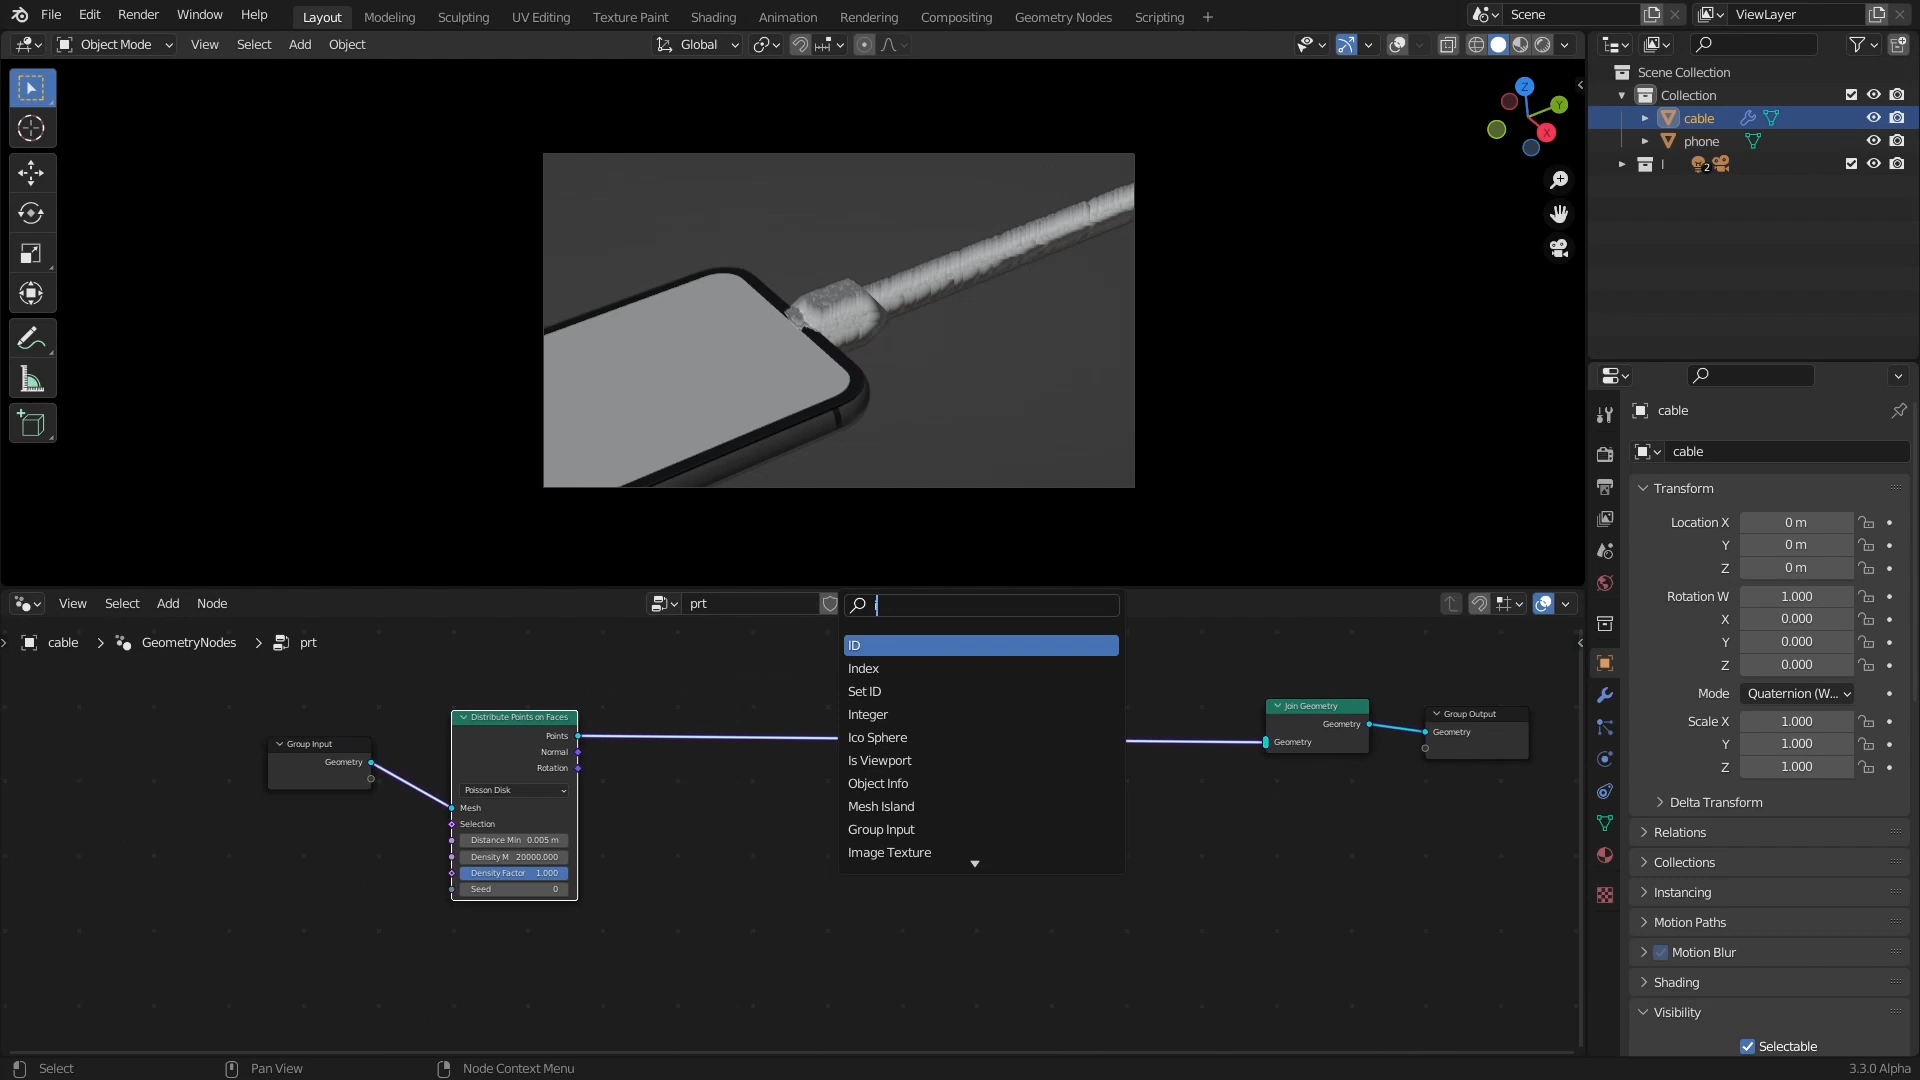 File Edit Render Window Help Layout Modeling Sculpting UV Editing Texture Paint Shading Animation Rendering Compositing Geometry Nodes Scripting + Scene ViewLayer
Object Mode View Select Add Object Global
Scene Collection
Collection
cable
phone
l 2
Z
Y
X
cable
cable
Transform
Location X 0 m
Y 0 m
Z 0 m
Rotation W 1.000
X 0.000
Y 0.000
Z 0.000
Mode Quaternion (W...
Scale X 1.000
Y 1.000
Z 1.000
Delta Transform
Relations
Collections
Instancing
Motion Paths
Motion Blur
Shading
Visibility
Selectable
View Select Add Node prt i
cable > GeometryNodes > prt
ID
Index
Set ID
Integer
Ico Sphere
Is Viewport
Object Info
Mesh Island
Group Input
Image Texture
Group Input
Geometry
Distribute Points on Faces
Points
Normal
Rotation
Poisson Disk
Mesh
Selection
Distance Min 0.005 m
Density M 20000.000
Density Factor 1.000
Seed 0
Join Geometry
Geometry
Geometry
Group Output
Geometry
Select Pan View Node Context Menu 3.3.0 Alpha